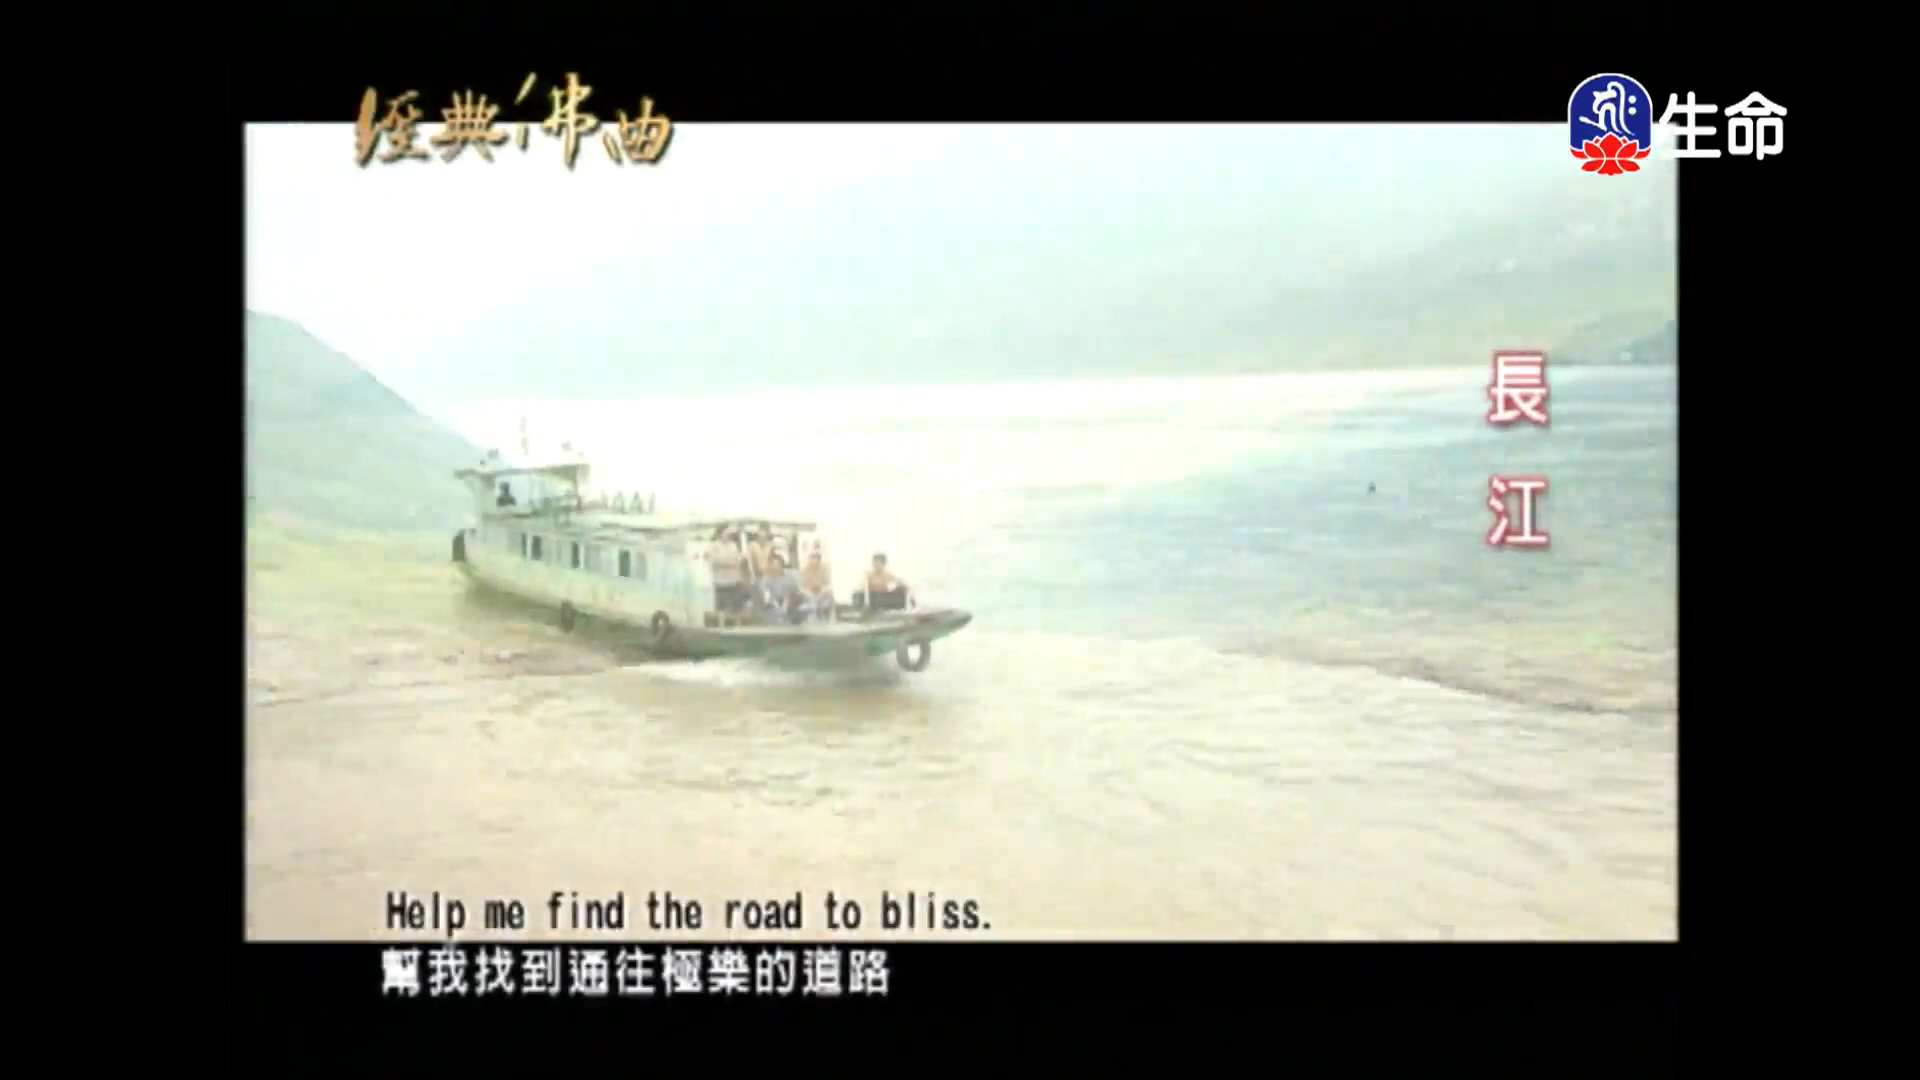 經典佛曲
生命
長江
Help me find the road to bliss.
幫我找到通往極樂的道路